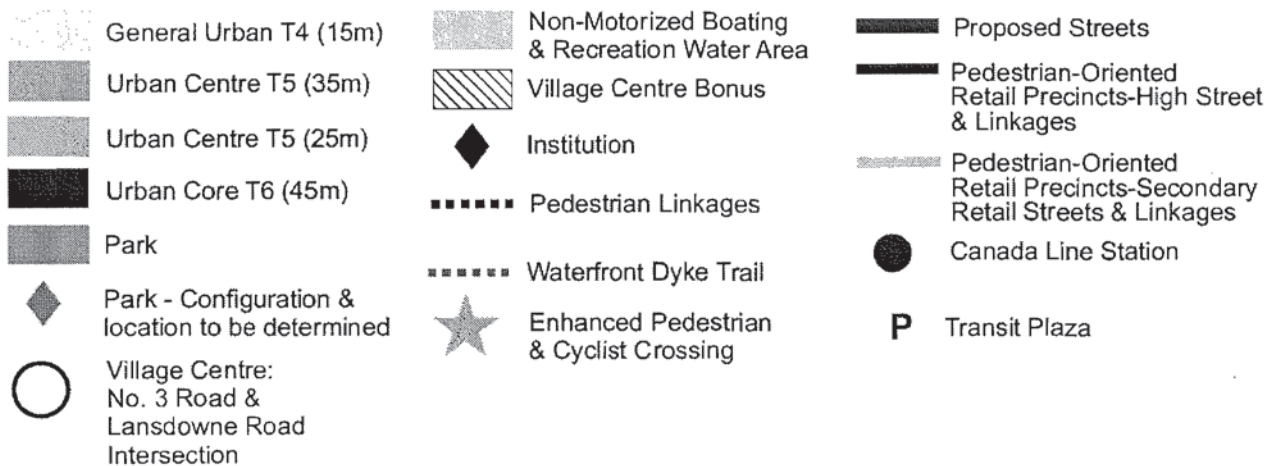 General Urban T4 (15m)
Urban Centre T5 (35m)
Urban Centre T5 (25m)
Urban Core T6 (45m)
Park
Park - Configuration &
location to be determined
Village Centre:
No. 3 Road &
Lansdowne Road
Intersection
Non-Motorized Boating
& Recreation Water Area
Village Centre Bonus
Institution
Pedestrian Linkages
Waterfront Dyke Trail
Enhanced Pedestrian
& Cyclist Crossing
Proposed Streets
Pedestrian-Oriented
Retail Precincts-High Street
& Linkages
Pedestrian-Oriented
Retail Precincts-Secondary
Retail Streets & Linkages
Canada Line Station
P Transit Plaza